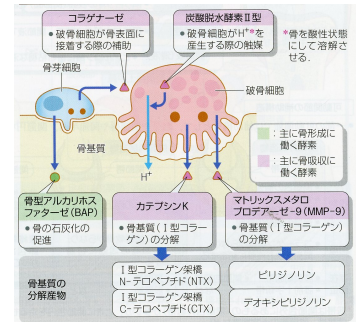 コラゲナーゼ
•破骨細胞が骨表面に
接着する際の補助
炭酸脱水酵素Ⅱ型
•破骨細胞がH⁺*を
産生する際の触媒
*骨を酸性状態
にして溶解さ
せる.
骨芽細胞
破骨細胞
骨基質
H⁺
:主に骨形成に
働く酵素
:主に骨吸収に
働く酵素
骨型アルカリホス
ファターゼ(BAP)
•骨の石灰化の
促進
カテプシンK
•骨基質(Ⅰ型コラー
ゲン)の分解
マトリックスメタロ
プロテアーゼ-9(MMP-9)
•骨基質(Ⅰ型コラーゲン)
の分解
骨基質の
分解産物
Ⅰ型コラーゲン架橋
N-テロペプチド(NTX)
Ⅰ型コラーゲン架橋
C-テロペプチド(CTX)
ピリジノリン
デオキシピリジノリン